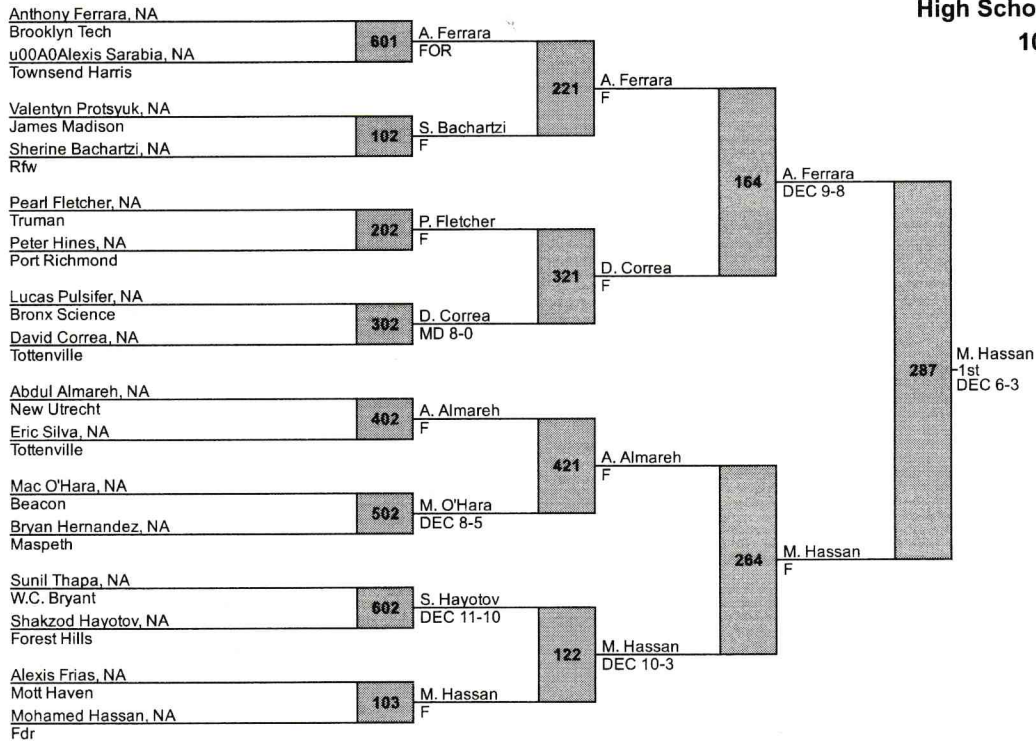 High Scho
10
Anthony Ferrara, NA
Brooklyn Tech
u00A0Alexis Sarabia, NA
Townsend Harris
601
A. Ferrara
FOR
Valentyn Protsyuk, NA
James Madison
Sherine Bachartzi, NA
Rfw
102
S. Bachartzi
F
221
A. Ferrara
F
Pearl Fletcher, NA
Truman
Peter Hines, NA
Port Richmond
202
P. Fletcher
F
Lucas Pulsifer, NA
Bronx Science
David Correa, NA
Tottenville
302
D. Correa
MD 8-0
321
D. Correa
F
164
A. Ferrara
DEC 9-8
Abdul Almareh, NA
New Utrecht
Eric Silva, NA
Tottenville
402
A. Almareh
F
Mac O'Hara, NA
Beacon
Bryan Hernandez, NA
Maspeth
502
M. O'Hara
DEC 8-5
421
A. Almareh
F
Sunil Thapa, NA
W.C. Bryant
Shakzod Hayotov, NA
Forest Hills
602
S. Hayotov
DEC 11-10
Alexis Frias, NA
Mott Haven
Mohamed Hassan, NA
Fdr
103
M. Hassan
F
122
M. Hassan
DEC 10-3
264
M. Hassan
F
287
M. Hassan
1st
DEC 6-3